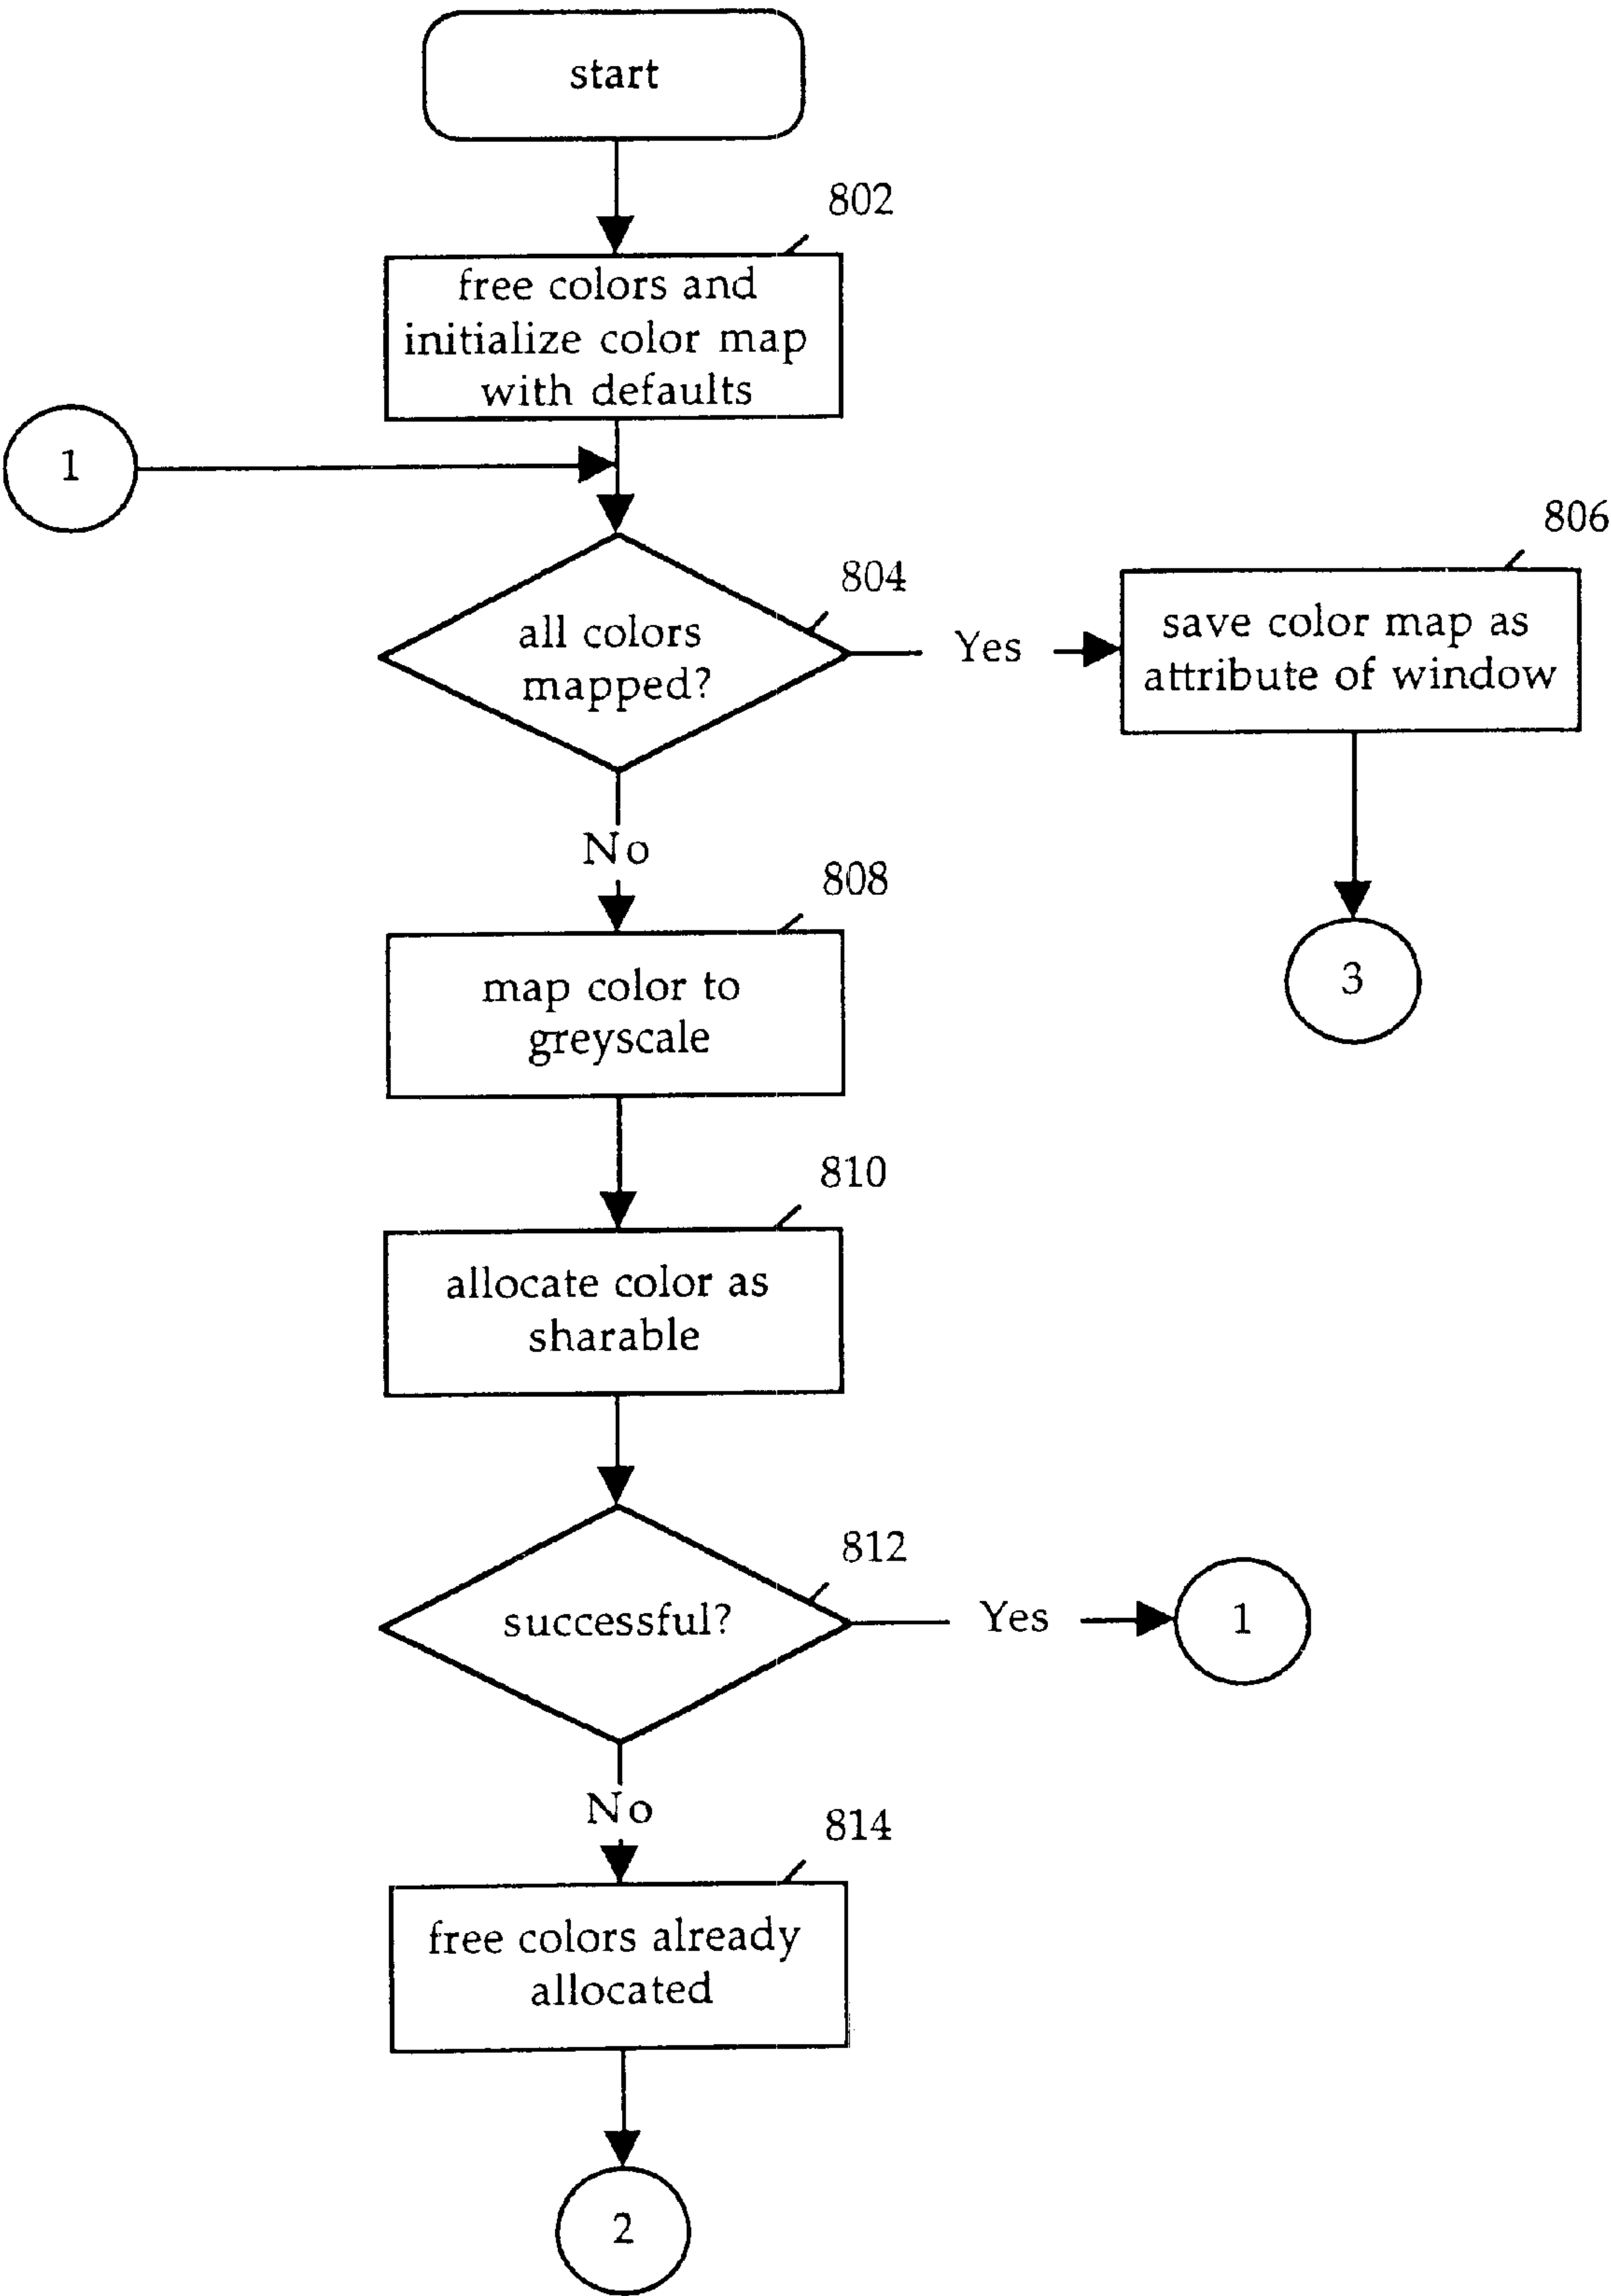 start
802
free colors and
initialize color map
with defaults
1
804
all colors
mapped?
Yes
806
save color map as
attribute of window
3
No
808
map color to
greyscale
810
allocate color as
sharable
812
successful?
Yes
1
No
814
free colors already
allocated
2